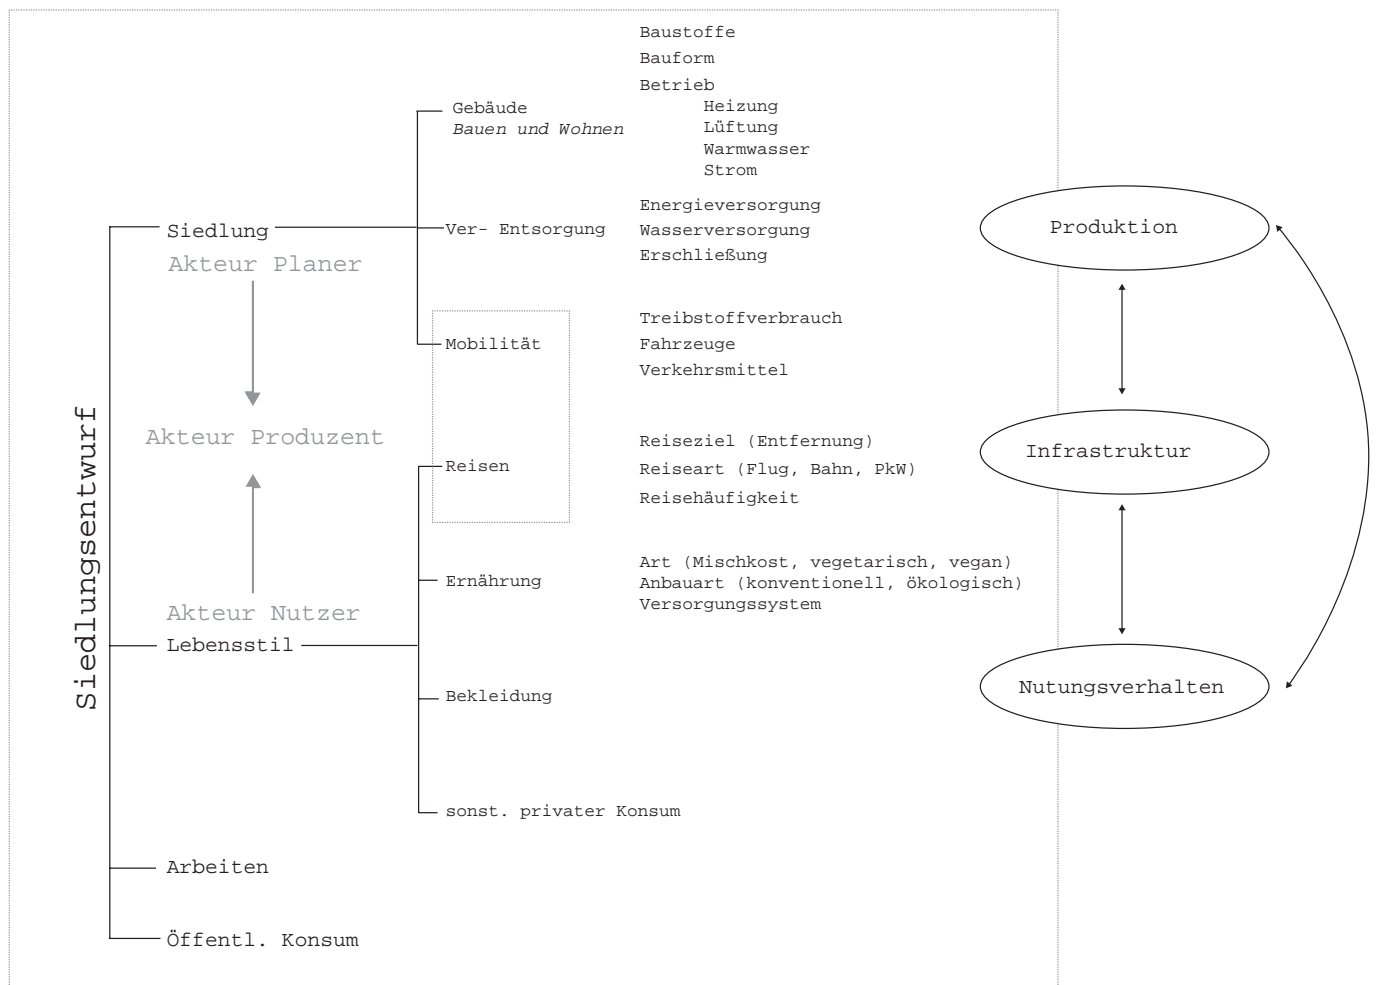 Siedlungsentwurf
Siedlung
Akteur Planer
Akteur Produzent
Akteur Nutzer
Lebensstil
Arbeiten
Öffentl. Konsum
Gebäude
Bauen und Wohnen
Baustoffe
Bauform
Betrieb
Heizung
Lüftung
Warmwasser
Strom
Ver- Entsorgung
Energieversorgung
Wasserversorgung
Erschließung
Mobilität
Treibstoffverbrauch
Fahrzeuge
Verkehrsmittel
Reisen
Reiseziel (Entfernung)
Reiseart (Flug, Bahn, PkW)
Reisehäufigkeit
Ernährung
Art (Mischkost, vegetarisch, vegan)
Anbauart (konventionell, ökologisch)
Versorgungssystem
Bekleidung
sonst. privater Konsum
Produktion
Infrastruktur
Nutungsverhalten